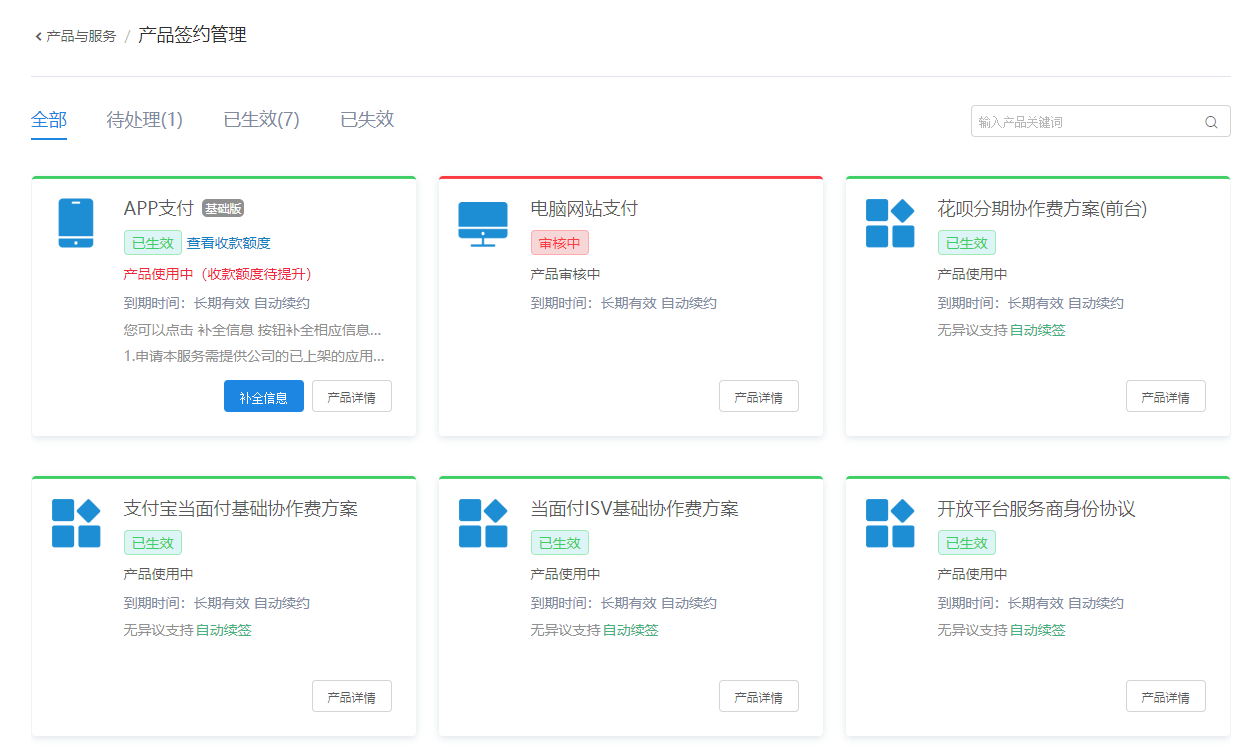 产品与服务 / 产品签约管理
全部 待处理(1) 已生效(7) 已失效
输入产品关键词
APP支付 基础版
已生效 查看收款额度
产品使用中（收款额度待提升）
到期时间：长期有效 自动续约
您可以点击 补全信息 按钮补全相应信息...
1.申请本服务需提供公司的已上架的应用...
补全信息 产品详情
电脑网站支付
审核中
产品审核中
到期时间：长期有效 自动续约
产品详情
花呗分期协作费方案(前台)
已生效
产品使用中
到期时间：长期有效 自动续约
无异议支持自动续签
产品详情
支付宝当面付基础协作费方案
已生效
产品使用中
到期时间：长期有效 自动续约
无异议支持自动续签
产品详情
当面付ISV基础协作费方案
已生效
产品使用中
到期时间：长期有效 自动续约
无异议支持自动续签
产品详情
开放平台服务商身份协议
已生效
产品使用中
到期时间：长期有效 自动续约
无异议支持自动续签
产品详情